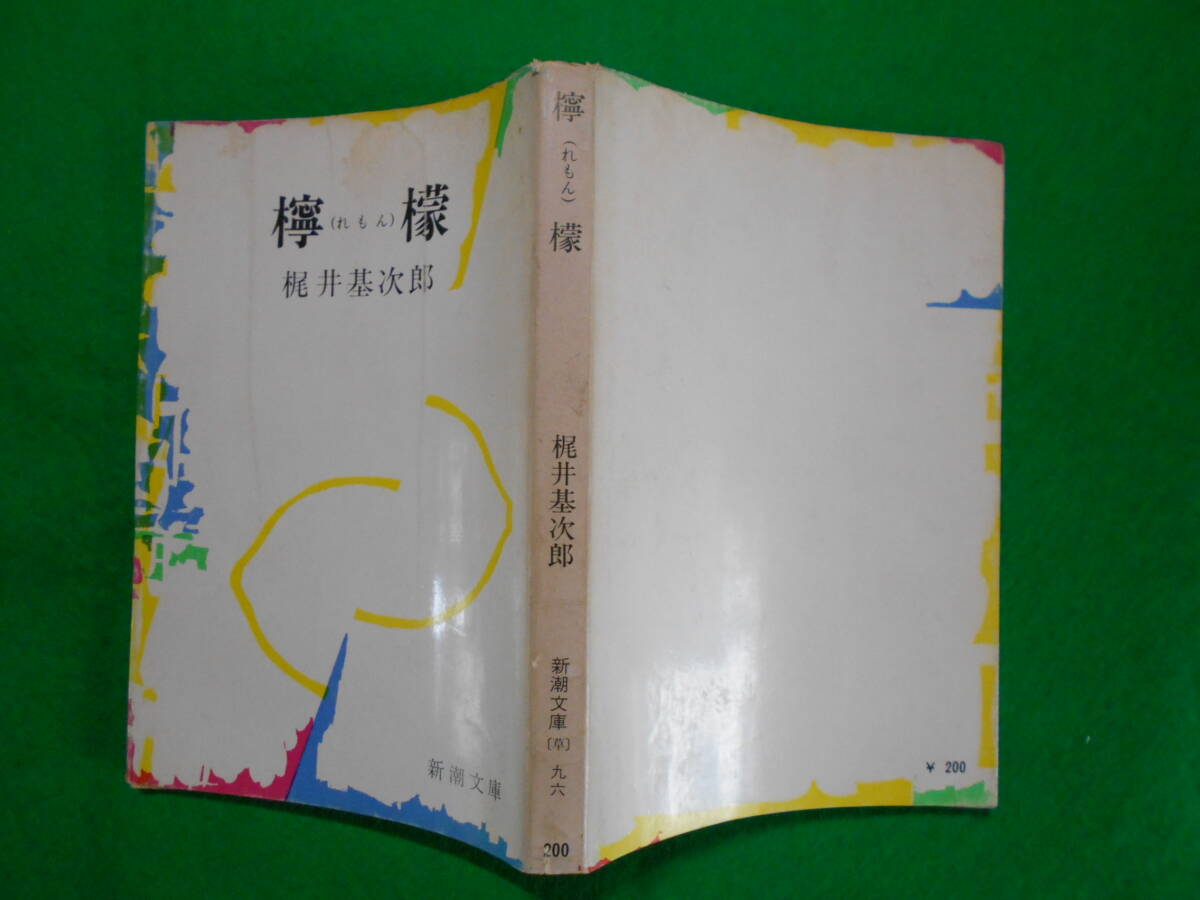 檸(れもん)檬
梶井基次郎
新潮文庫
檸(れもん)檬
梶井基次郎
新潮文庫〔草〕九六
200
¥ 200